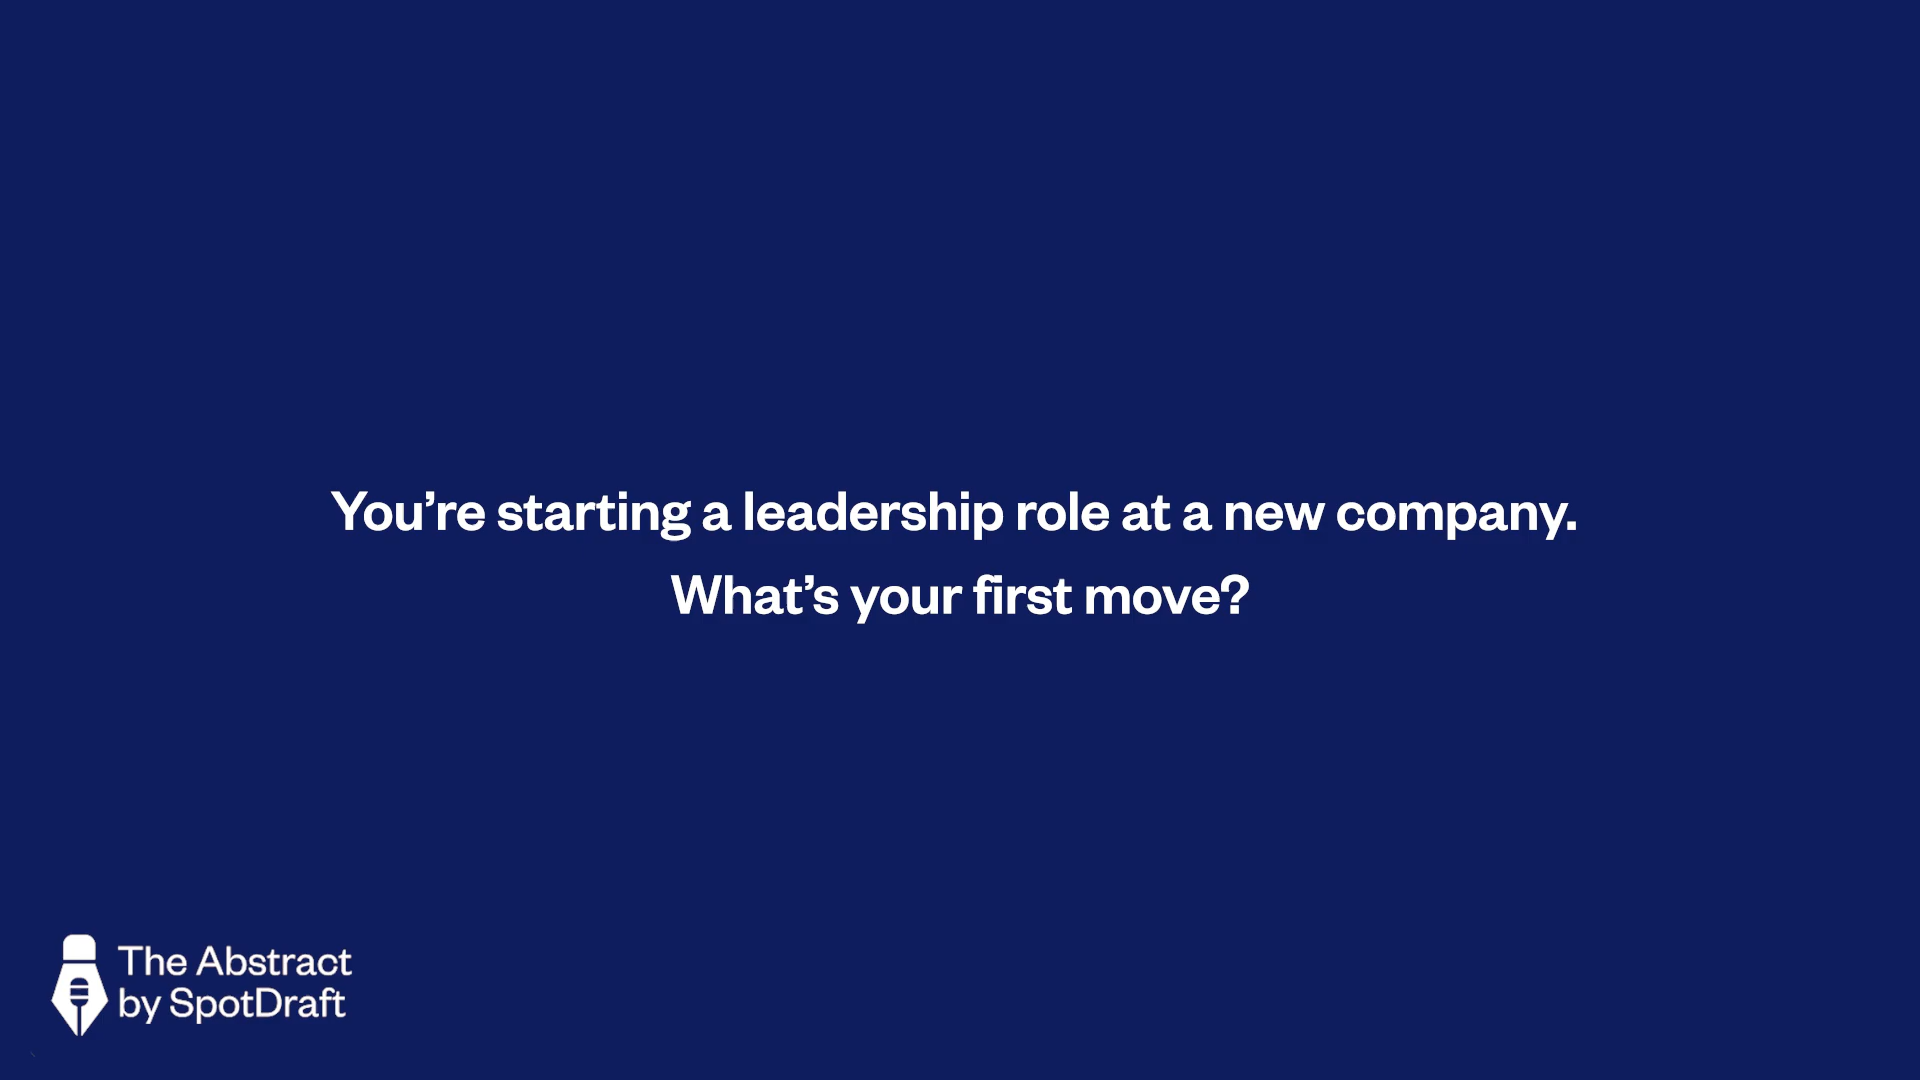 You’re starting a leadership role at a new company.
What’s your first move?
The Abstract
by SpotDraft